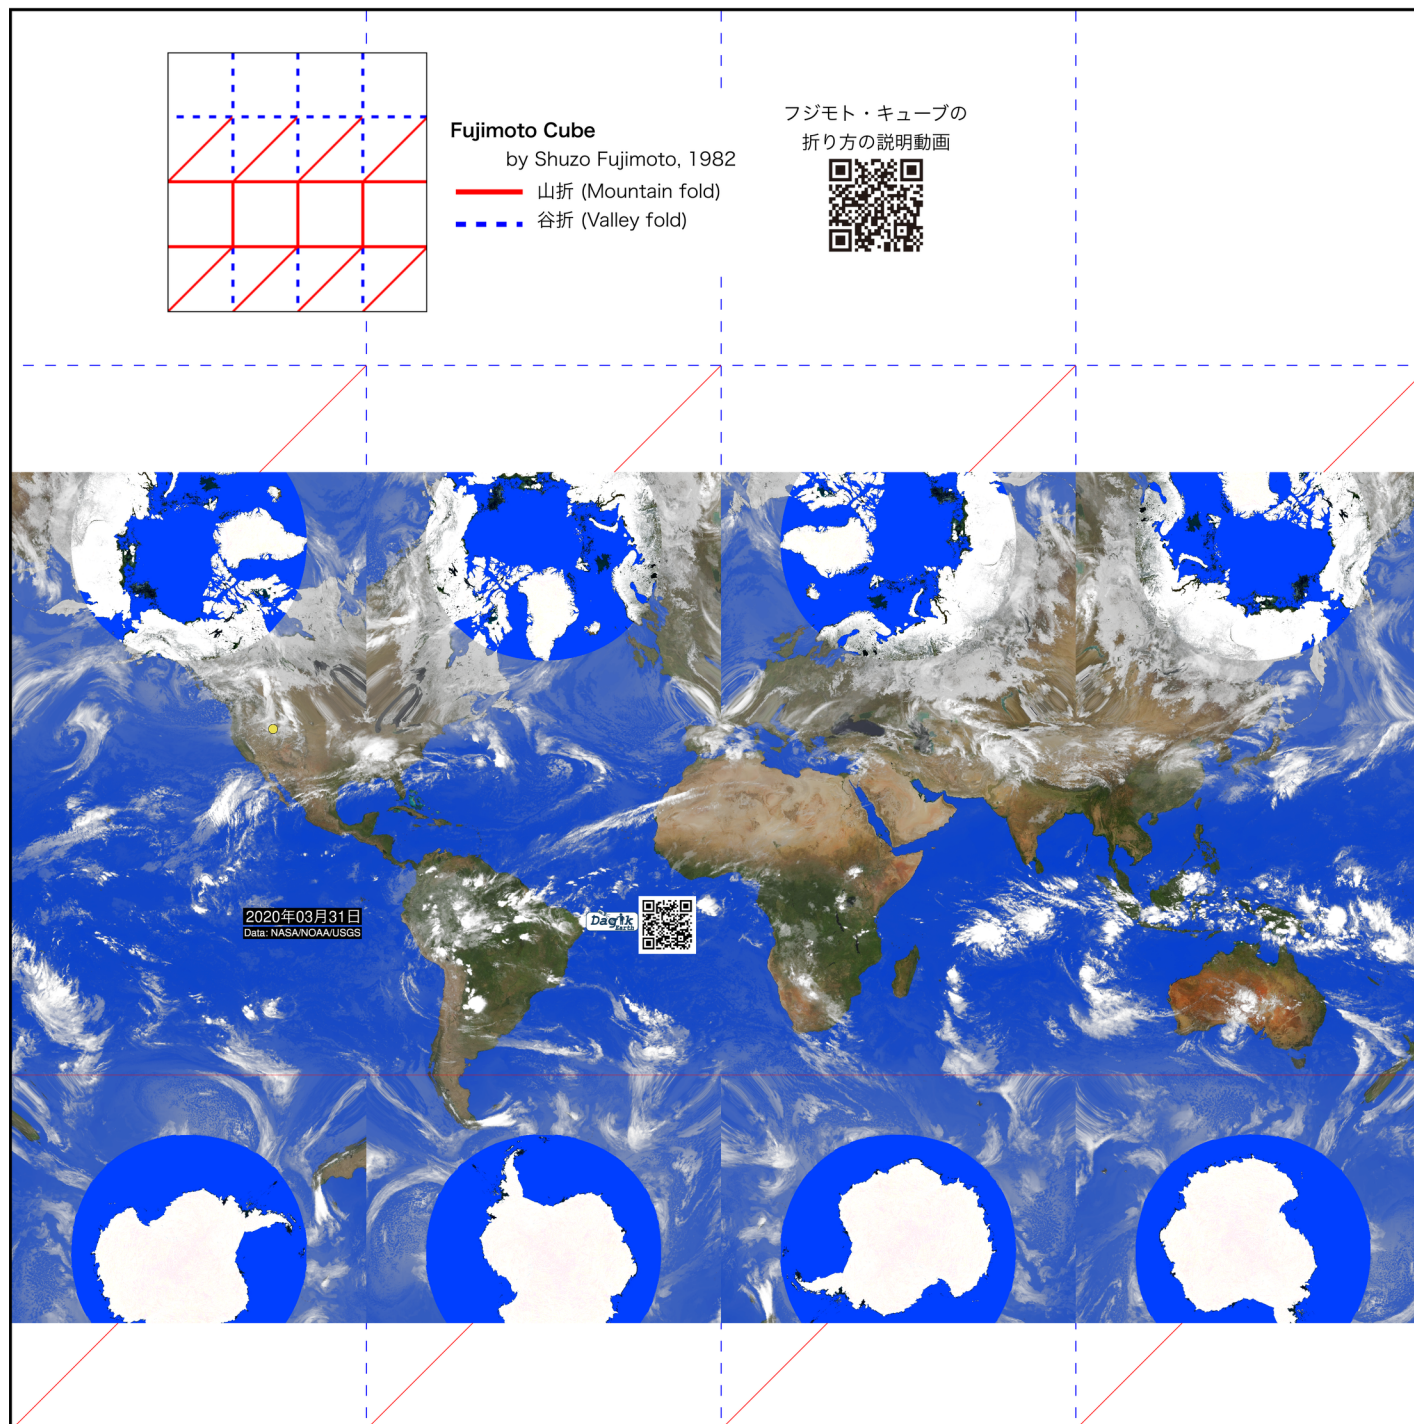 Fujimoto Cube
by Shuzo Fujimoto, 1982
山折 (Mountain fold)
谷折 (Valley fold)
フジモト・キューブの
折り方の説明動画
2020年03月31日
Data: NASA/NOAA/USGS
Dagik
Earth